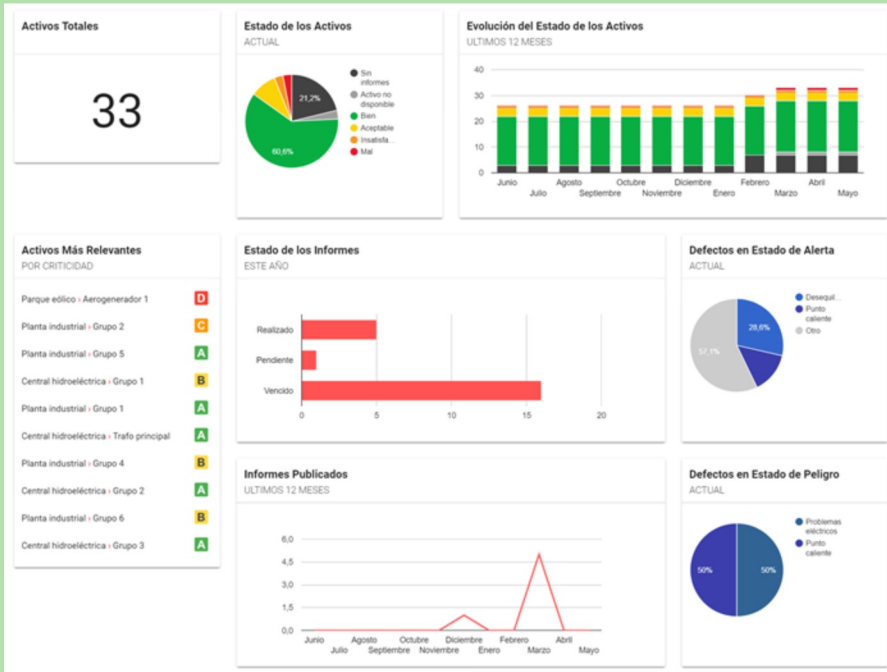 Activos Totales
33
Estado de los Activos
ACTUAL
21,2%
60,6%
Sin
informes
Activo no
disponible
Bien
Aceptable
Insatisfa...
Mal
Evolución del Estado de los Activos
ULTIMOS 12 MESES
40
30
20
10
0
Junio
Julio
Agosto
Septiembre
Octubre
Noviembre
Diciembre
Enero
Febrero
Marzo
Abril
Mayo
Activos Más Relevantes
POR CRITICIDAD
Parque eólico › Aerogenerador 1 D
Planta industrial › Grupo 2 C
Planta industrial › Grupo 5 A
Central hidroeléctrica › Grupo 1 B
Planta industrial › Grupo 1 A
Central hidroeléctrica › Trafo principal A
Planta industrial › Grupo 4 B
Central hidroeléctrica › Grupo 2 A
Planta industrial › Grupo 6 B
Central hidroeléctrica › Grupo 3 A
Estado de los Informes
ESTE AÑO
Realizado
Pendiente
Vencido
0 5 10 15 20
Defectos en Estado de Alerta
ACTUAL
28,6%
57,1%
Desequil...
Punto
caliente
Otro
Informes Publicados
ULTIMOS 12 MESES
6,0
4,5
3,0
1,5
0,0
Junio
Julio
Agosto
Septiembre
Octubre
Noviembre
Diciembre
Enero
Febrero
Marzo
Abril
Mayo
Defectos en Estado de Peligro
ACTUAL
50%
50%
Problemas
eléctricos
Punto
caliente